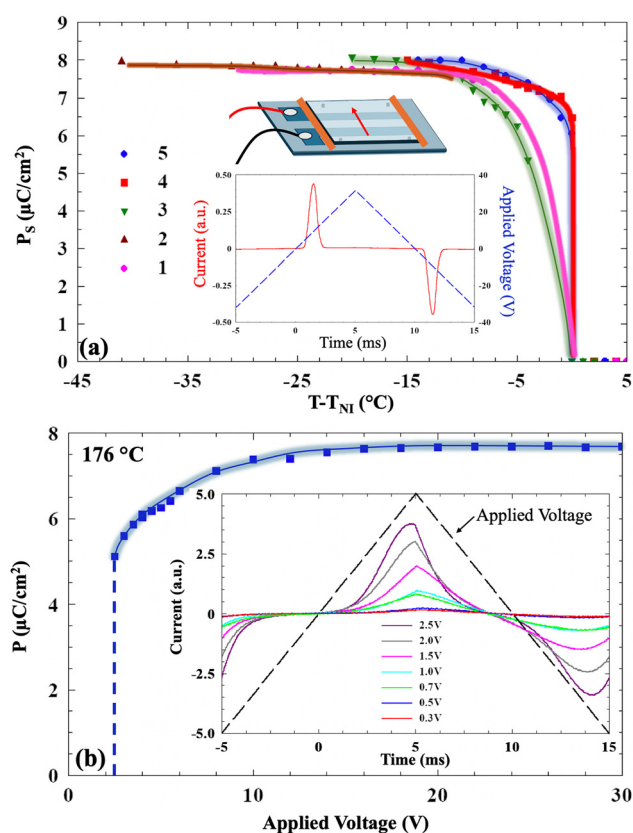 9
8
7
6
5
4
3
2
1
0
P_S (µC/cm²)
5
4
3
2
1
0.50
0.25
0
-0.25
-0.50
Current (a.u.)
40
20
0
-20
-40
Applied Voltage (V)
-5 0 5 10 15
Time (ms)
(a)
-45 -35 -25 -15 -5 5
T-T_NI (°C)
8
6
4
2
0
P (µC/cm²)
176 °C
5.0
2.5
0
-2.5
-5.0
Current (a.u.)
Applied Voltage
2.5V
2.0V
1.5V
1.0V
0.7V
0.5V
0.3V
-5 0 5 10 15
Time (ms)
(b)
0 10 20 30
Applied Voltage (V)